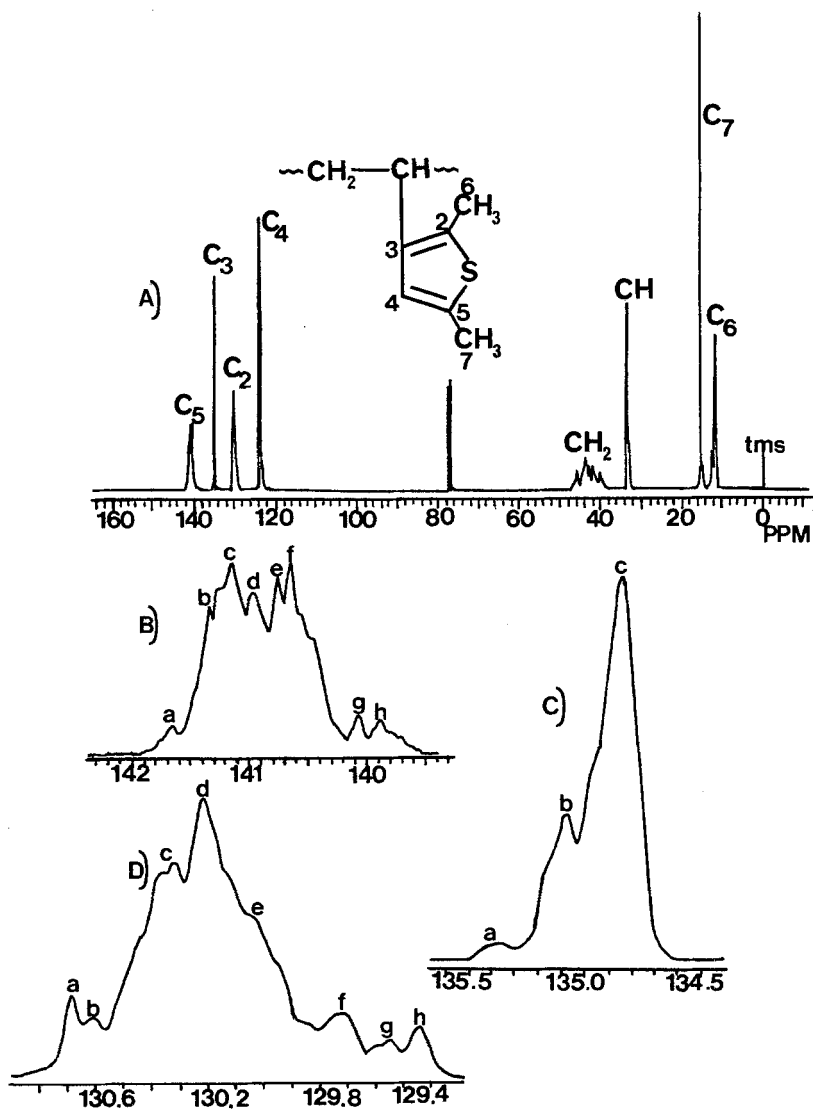 C7
C4
C3
~CH2—CH~
6
CH3
2
3
S
4
5
CH3
7
A)
CH
C6
C2
C5
CH2
tms
160 140 120 100 80 60 40 20 0
PPM
B)
a b c d e f g h
142 141 140
C)
a b c
135.5 135.0 134.5
D)
a b c d e f g h
130.6 130.2 129.8 129.4